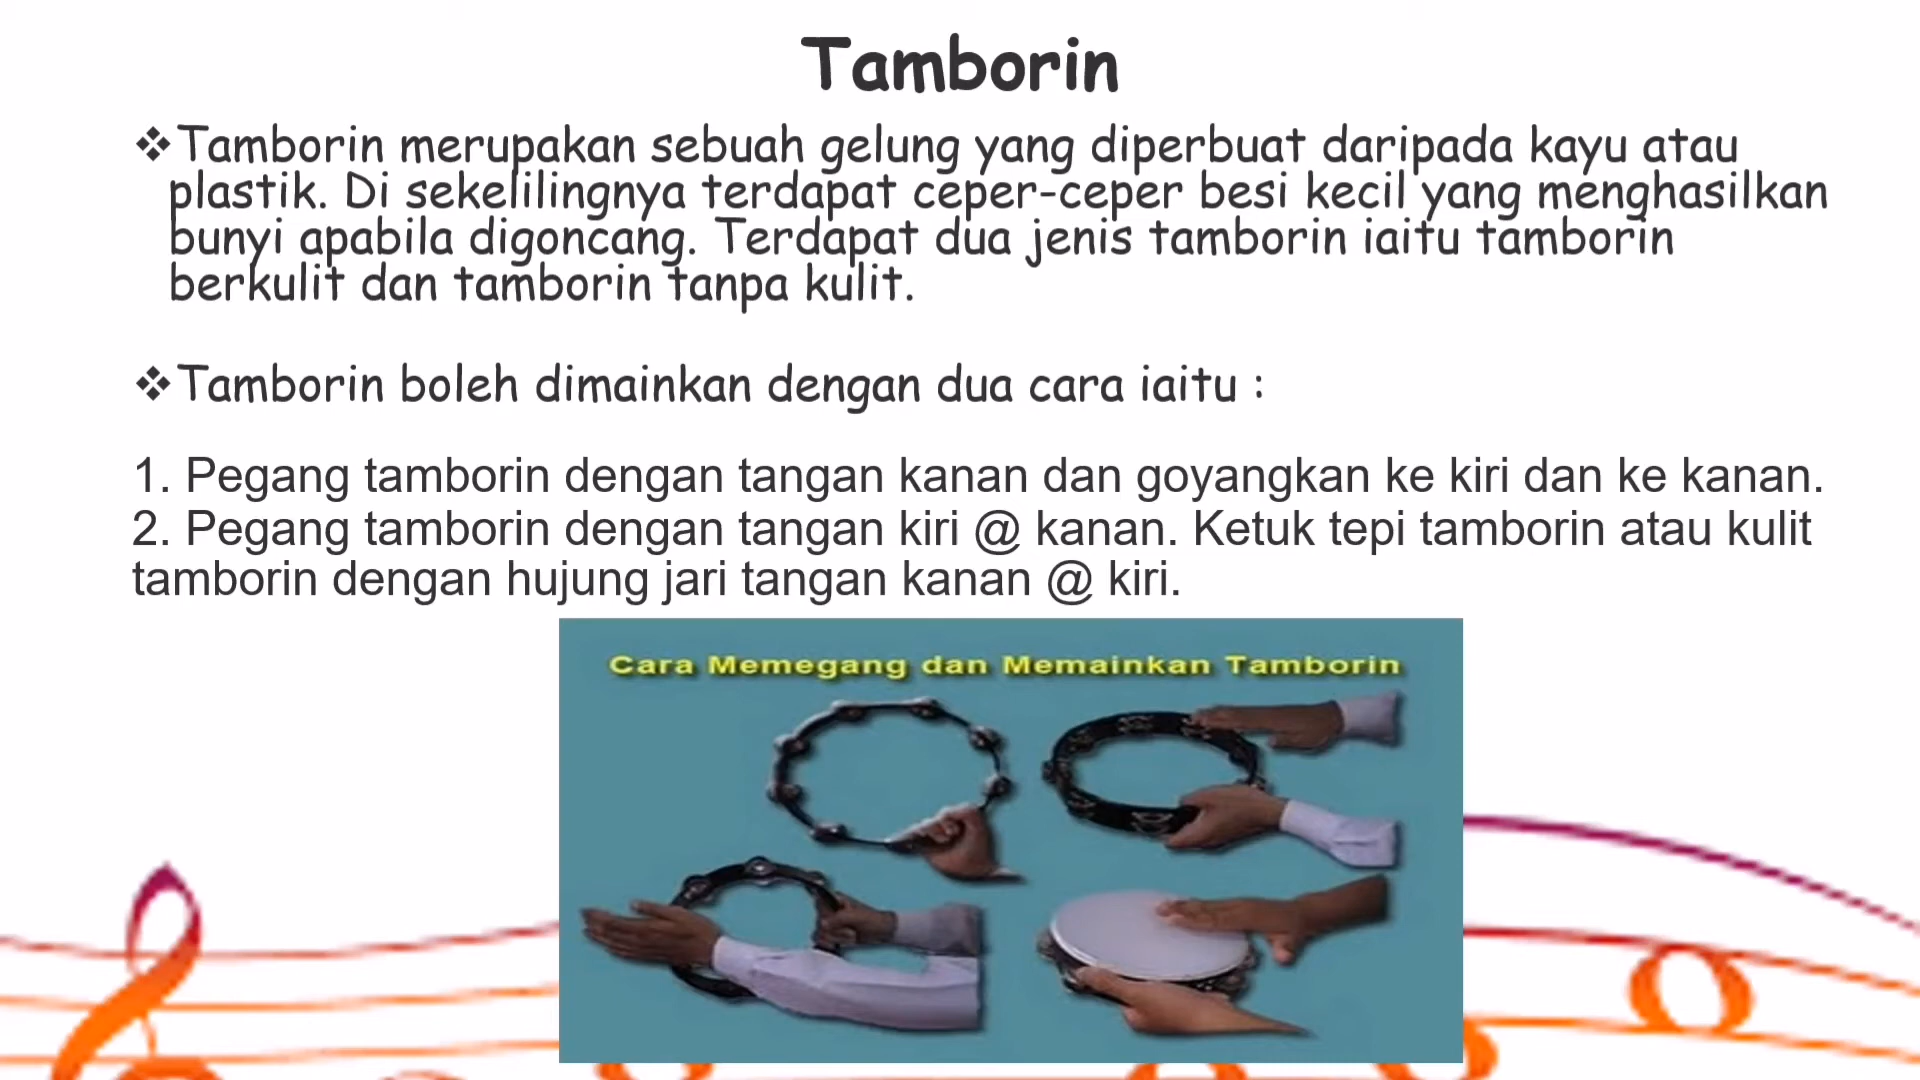 Tamborin
❖Tamborin merupakan sebuah gelung yang diperbuat daripada kayu atau
plastik. Di sekelilingnya terdapat ceper-ceper besi kecil yang menghasilkan
bunyi apabila digoncang. Terdapat dua jenis tamborin iaitu tamborin
berkulit dan tamborin tanpa kulit.
❖Tamborin boleh dimainkan dengan dua cara iaitu :
1. Pegang tamborin dengan tangan kanan dan goyangkan ke kiri dan ke kanan.
2. Pegang tamborin dengan tangan kiri @ kanan. Ketuk tepi tamborin atau kulit
tamborin dengan hujung jari tangan kanan @ kiri.
Cara Memegang dan Memainkan Tamborin